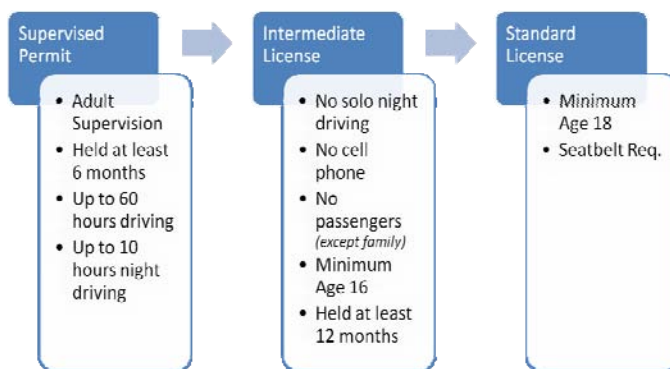 Supervised
Permit
• Adult
Supervision
• Held at least
6 months
• Up to 60
hours driving
• Up to 10
hours night
driving
Intermediate
License
• No solo night
driving
• No cell
phone
• No
passengers
(except family)
• Minimum
Age 16
• Held at least
12 months
Standard
License
• Minimum
Age 18
• Seatbelt Req.